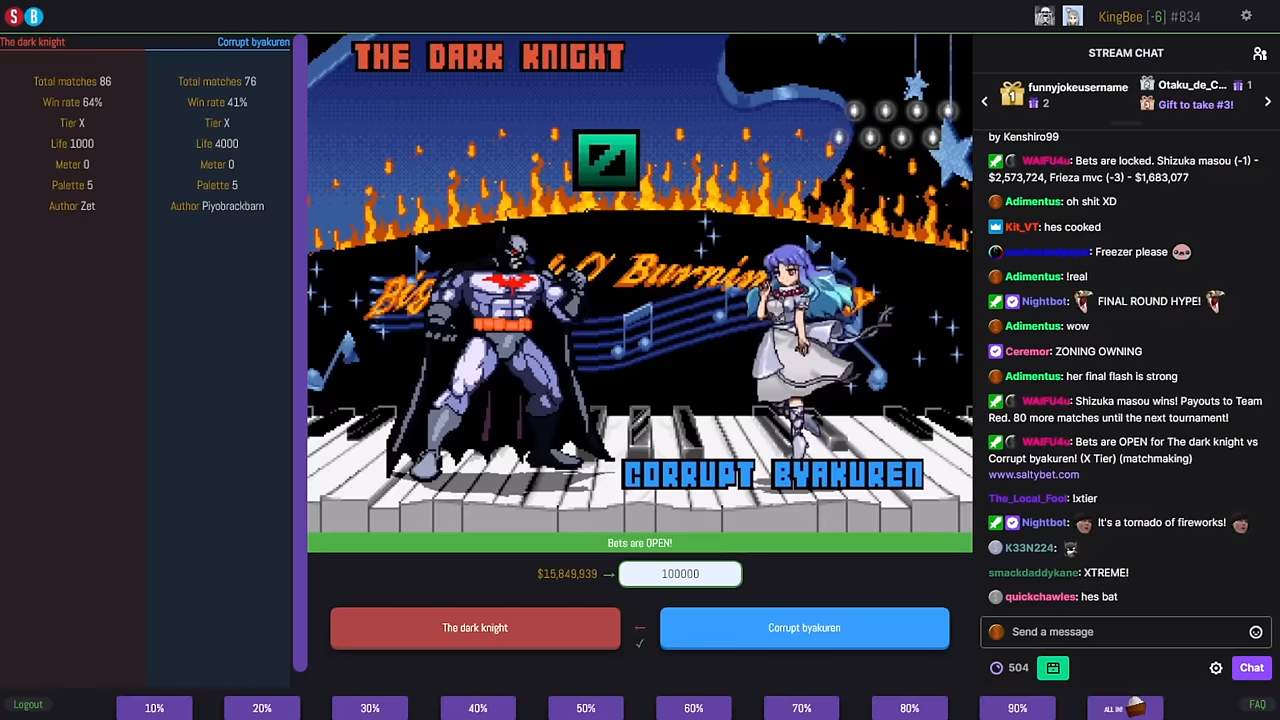 S B
KingBee [-6] #834
The dark knight
Corrupt byakuren
Total matches 86
Win rate 64%
Tier X
Life 1000
Meter 0
Palette 5
Author Zet
Total matches 76
Win rate 41%
Tier X
Life 4000
Meter 0
Palette 5
Author Piyobrackbarn
THE DARK KNIGHT
CORRUPT BYAKUREN
Bets are OPEN!
$15,849,939 → 100000
The dark knight
←
✓
Corrupt byakuren
STREAM CHAT
1 funnyjokeusername
2
Otaku_de_C... 1
Gift to take #3!
by Kenshiro99
WAIFU4u: Bets are locked. Shizuka masou (-1) -
$2,573,724, Frieza mvc (-3) - $1,683,077
Adimentus: oh shit XD
Kit_VT: hes cooked
: Freezer please
Adimentus: !real
Nightbot: FINAL ROUND HYPE!
Adimentus: wow
Ceremor: ZONING OWNING
Adimentus: her final flash is strong
WAIFU4u: Shizuka masou wins! Payouts to Team
Red. 80 more matches until the next tournament!
WAIFU4u: Bets are OPEN for The dark knight vs
Corrupt byakuren! (X Tier) (matchmaking)
www.saltybet.com
The_Local_Fool: !xtier
Nightbot: It's a tornado of fireworks!
K33N224:
smackdaddykane: XTREME!
quickchawles: hes bat
Send a message
504
Chat
Logout
10%
20%
30%
40%
50%
60%
70%
80%
90%
ALL IN!
FAQ